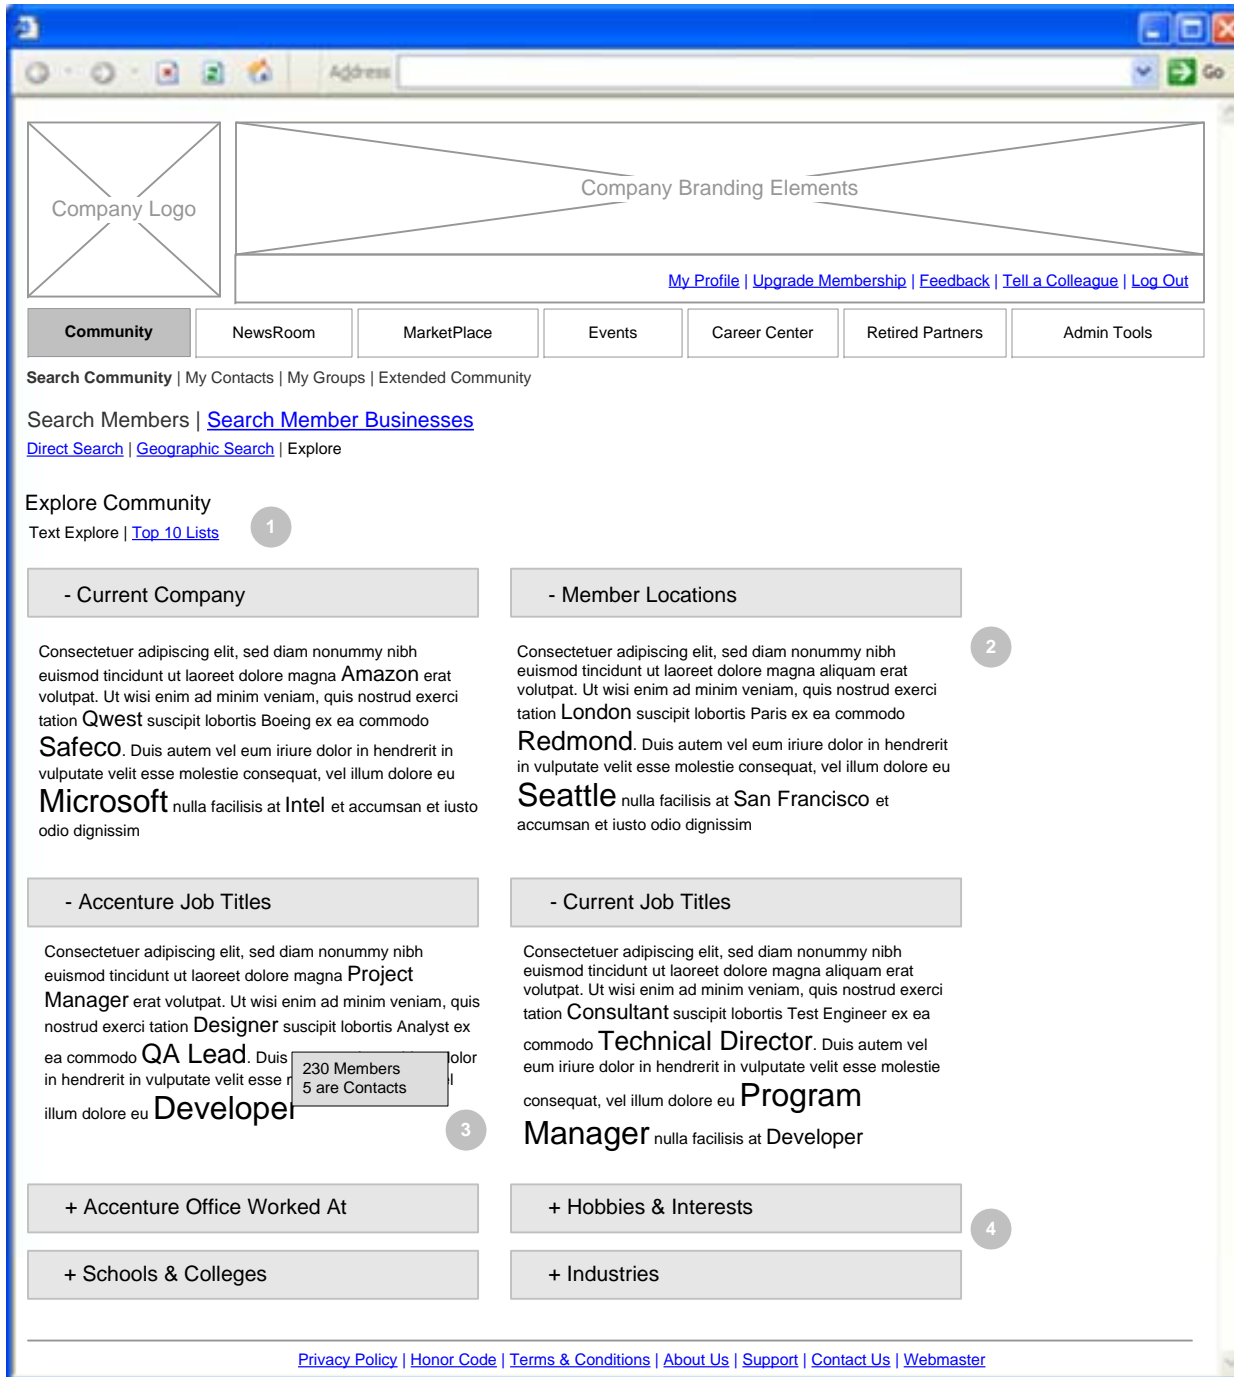 Address
Go
Company Logo
Company Branding Elements
My Profile | Upgrade Membership | Feedback | Tell a Colleague | Log Out
Community NewsRoom MarketPlace Events Career Center Retired Partners Admin Tools
Search Community | My Contacts | My Groups | Extended Community
Search Members | Search Member Businesses
Direct Search | Geographic Search | Explore
Explore Community
Text Explore | Top 10 Lists
1
- Current Company
Consectetuer adipiscing elit, sed diam nonummy nibh
euismod tincidunt ut laoreet dolore magna Amazon erat
volutpat. Ut wisi enim ad minim veniam, quis nostrud exerci
tation Qwest suscipit lobortis Boeing ex ea commodo
Safeco. Duis autem vel eum iriure dolor in hendrerit in
vulputate velit esse molestie consequat, vel illum dolore eu
Microsoft nulla facilisis at Intel et accumsan et iusto
odio dignissim
- Member Locations
Consectetuer adipiscing elit, sed diam nonummy nibh
euismod tincidunt ut laoreet dolore magna aliquam erat
volutpat. Ut wisi enim ad minim veniam, quis nostrud exerci
tation London suscipit lobortis Paris ex ea commodo
Redmond. Duis autem vel eum iriure dolor in hendrerit
in vulputate velit esse molestie consequat, vel illum dolore eu
Seattle nulla facilisis at San Francisco et
accumsan et iusto odio dignissim
2
- Accenture Job Titles
Consectetuer adipiscing elit, sed diam nonummy nibh
euismod tincidunt ut laoreet dolore magna Project
Manager erat volutpat. Ut wisi enim ad minim veniam, quis
nostrud exerci tation Designer suscipit lobortis Analyst ex
ea commodo QA Lead. Duis
in hendrerit in vulputate velit esse
illum dolore eu Developer
230 Members
5 are Contacts
3
- Current Job Titles
Consectetuer adipiscing elit, sed diam nonummy nibh
euismod tincidunt ut laoreet dolore magna aliquam erat
volutpat. Ut wisi enim ad minim veniam, quis nostrud exerci
tation Consultant suscipit lobortis Test Engineer ex ea
commodo Technical Director. Duis autem vel
eum iriure dolor in hendrerit in vulputate velit esse molestie
consequat, vel illum dolore eu Program
Manager nulla facilisis at Developer
+ Accenture Office Worked At
+ Hobbies & Interests
4
+ Schools & Colleges
+ Industries
Privacy Policy | Honor Code | Terms & Conditions | About Us | Support | Contact Us | Webmaster